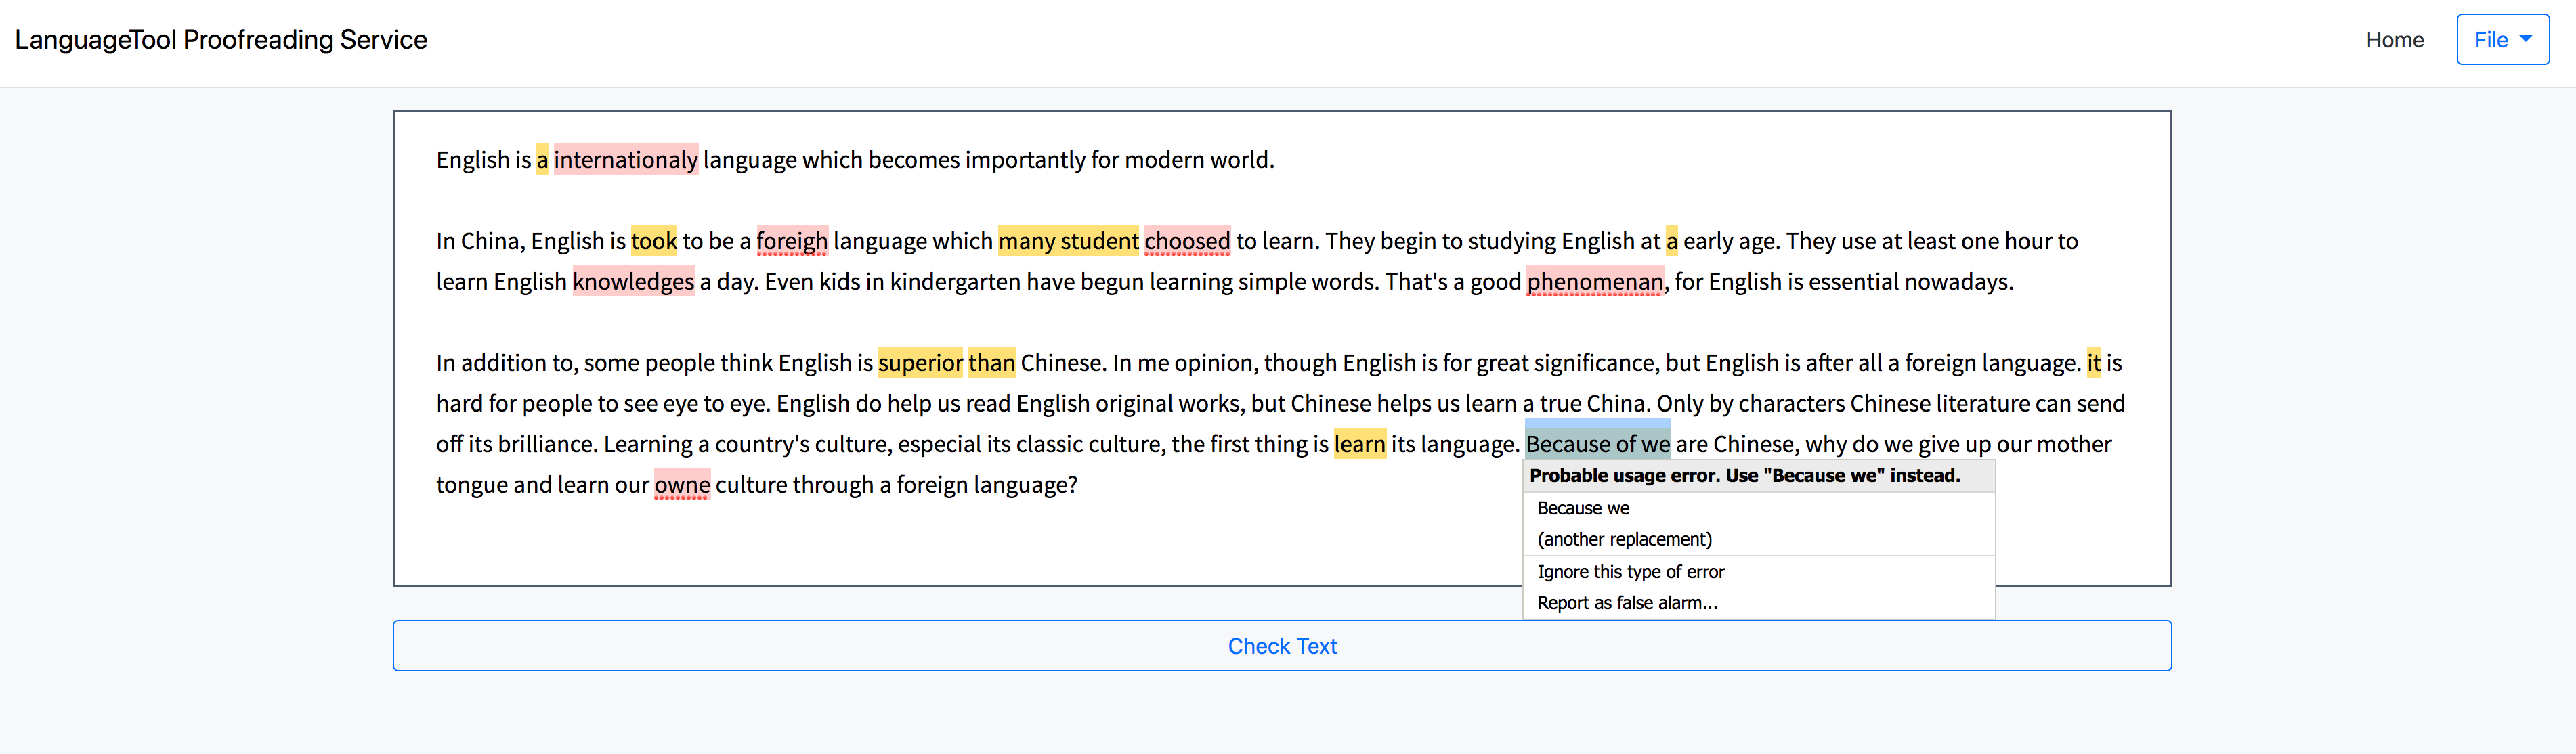 LanguageTool Proofreading Service
Home
File
English is a internationaly language which becomes importantly for modern world.
In China, English is took to be a foreigh language which many student choosed to learn. They begin to studying English at a early age. They use at least one hour to
learn English knowledges a day. Even kids in kindergarten have begun learning simple words. That's a good phenomenan, for English is essential nowadays.
In addition to, some people think English is superior than Chinese. In me opinion, though English is for great significance, but English is after all a foreign language. it is
hard for people to see eye to eye. English do help us read English original works, but Chinese helps us learn a true China. Only by characters Chinese literature can send
off its brilliance. Learning a country's culture, especial its classic culture, the first thing is learn its language. Because of we are Chinese, why do we give up our mother
tongue and learn our owne culture through a foreign language?
Probable usage error. Use "Because we" instead.
Because we
(another replacement)
Ignore this type of error
Report as false alarm...
Check Text